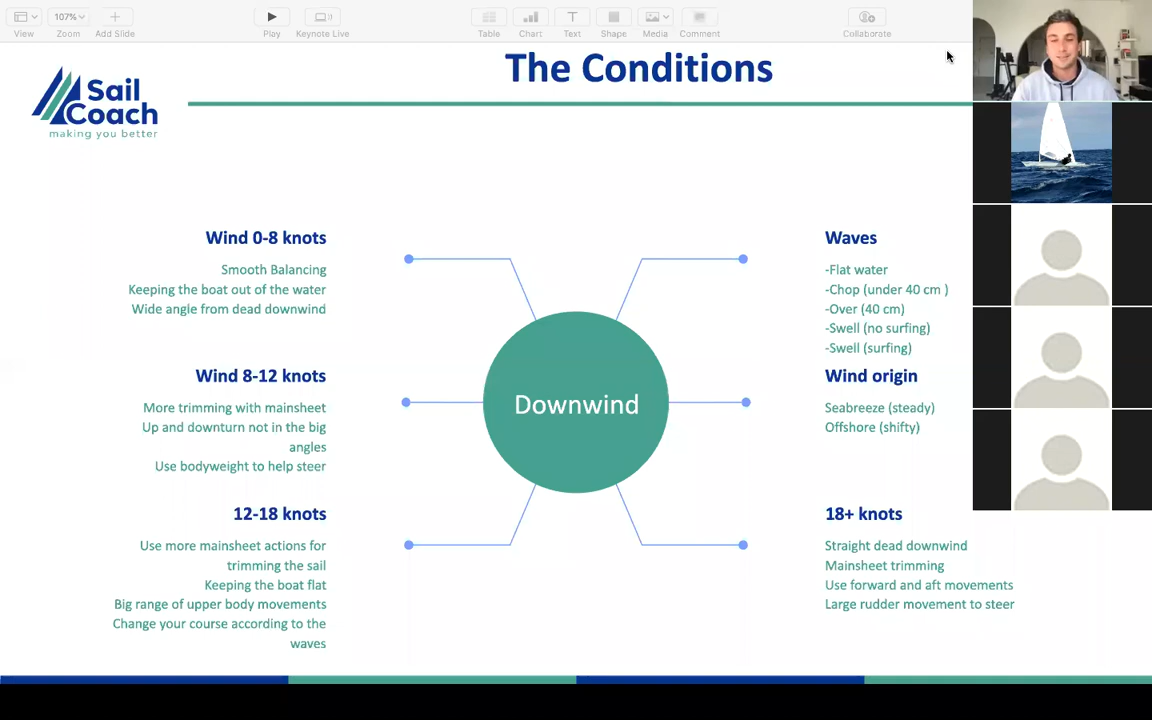 107%
View
Zoom
Add Slide
Play
Keynote Live
Table
Chart
Text
Shape
Media
Comment
Collaborate
The Conditions
Sail
Coach
making you better
Wind 0-8 knots
Smooth Balancing
Keeping the boat out of the water
Wide angle from dead downwind
Wind 8-12 knots
More trimming with mainsheet
Up and downturn not in the big
angles
Use bodyweight to help steer
12-18 knots
Use more mainsheet actions for
trimming the sail
Keeping the boat flat
Big range of upper body movements
Change your course according to the
waves
Downwind
Waves
-Flat water
-Chop (under 40 cm )
-Over (40 cm)
-Swell (no surfing)
-Swell (surfing)
Wind origin
Seabreeze (steady)
Offshore (shifty)
18+ knots
Straight dead downwind
Mainsheet trimming
Use forward and aft movements
Large rudder movement to steer